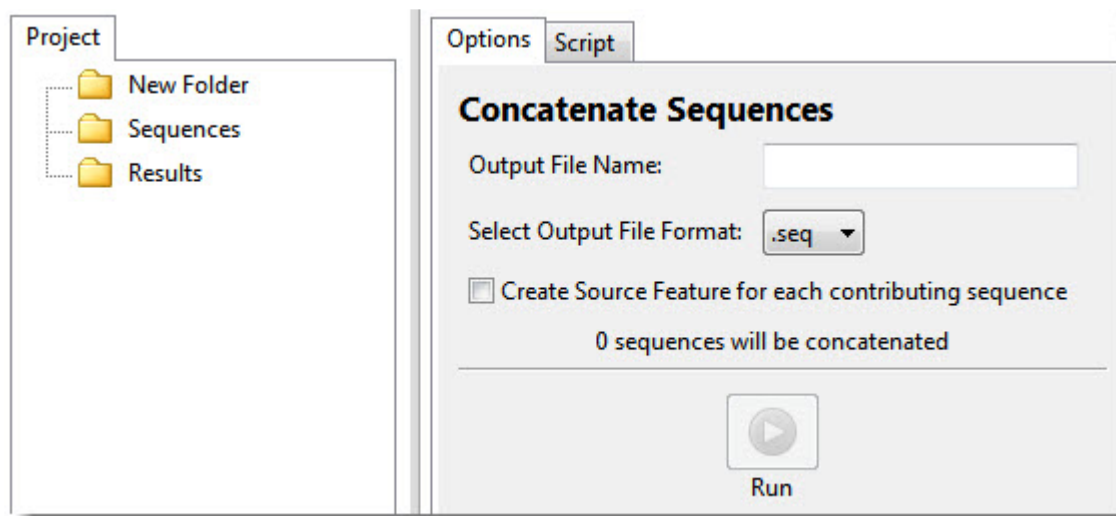 Project
New Folder
Sequences
Results
Options
Script
Concatenate Sequences
Output File Name:
Select Output File Format: .seq
Create Source Feature for each contributing sequence
0 sequences will be concatenated
Run